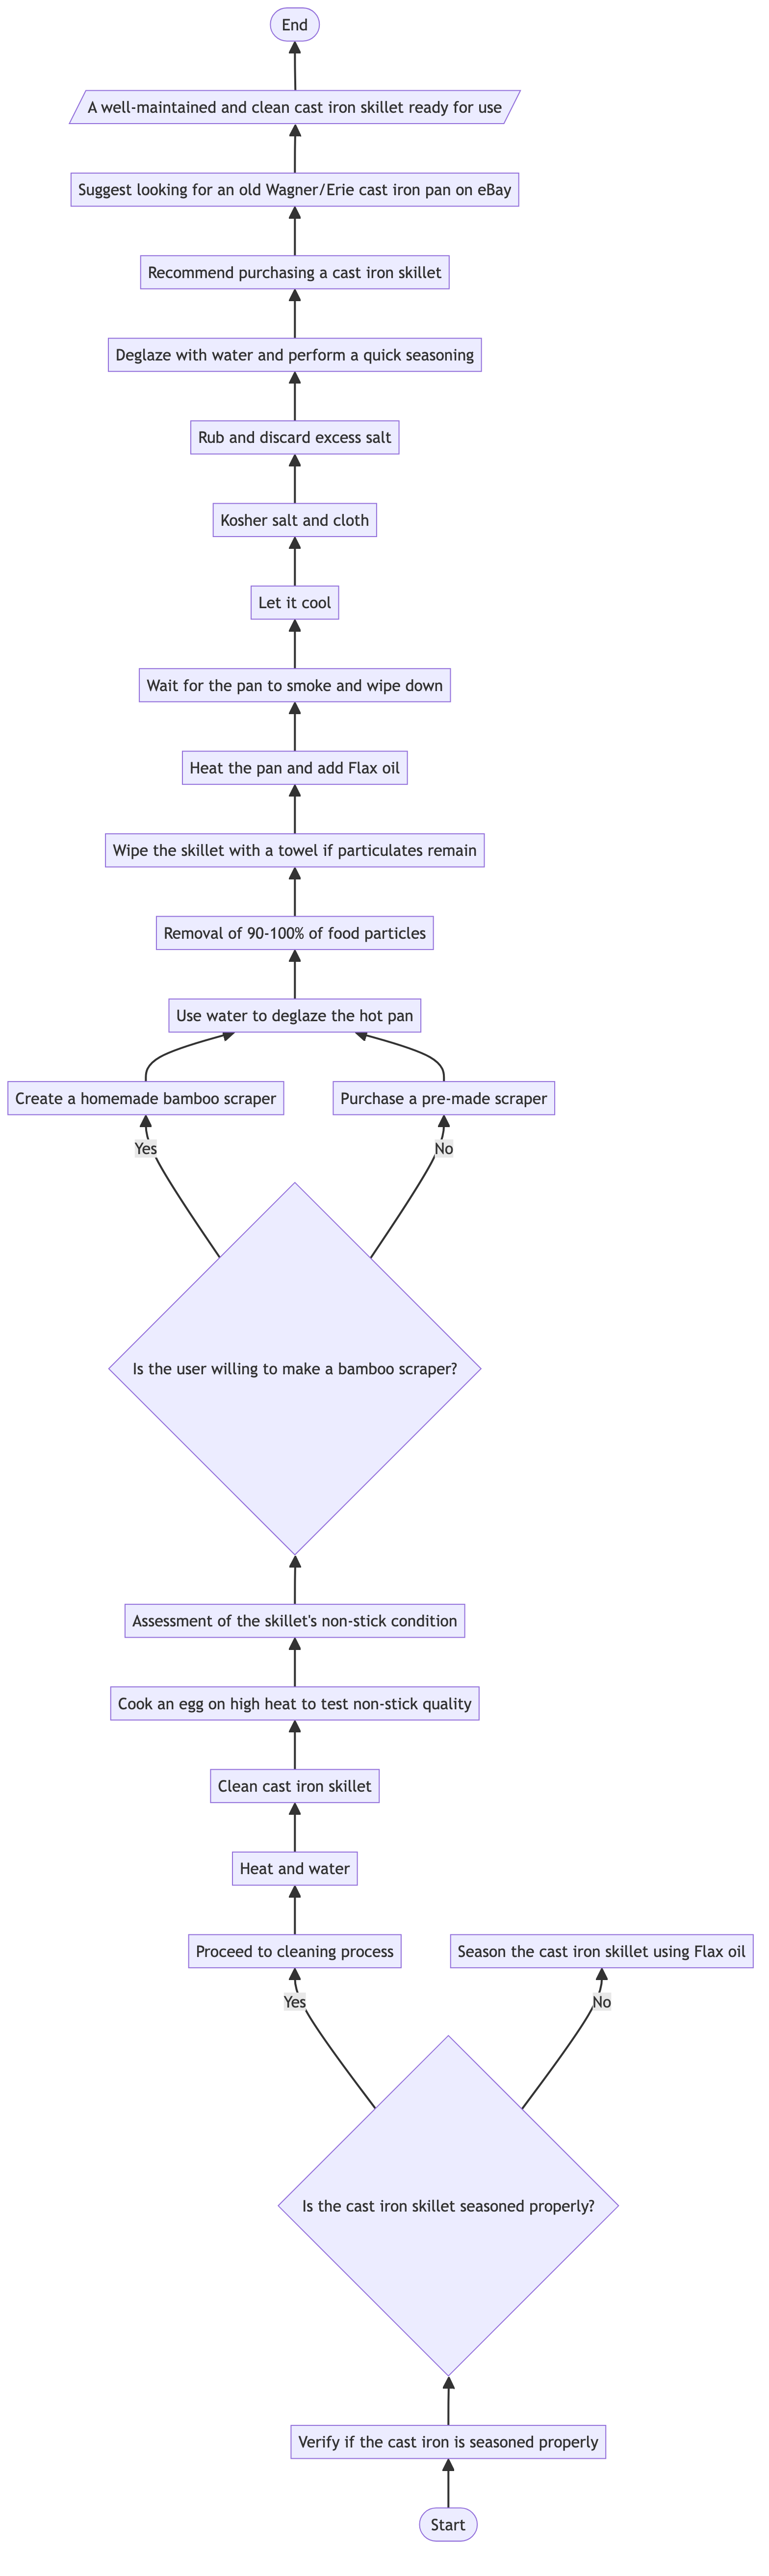 End
A well-maintained and clean cast iron skillet ready for use
Suggest looking for an old Wagner/Erie cast iron pan on eBay
Recommend purchasing a cast iron skillet
Deglaze with water and perform a quick seasoning
Rub and discard excess salt
Kosher salt and cloth
Let it cool
Wait for the pan to smoke and wipe down
Heat the pan and add Flax oil
Wipe the skillet with a towel if particulates remain
Removal of 90-100% of food particles
Use water to deglaze the hot pan
Create a homemade bamboo scraper
Purchase a pre-made scraper
Yes
No
Is the user willing to make a bamboo scraper?
Assessment of the skillet's non-stick condition
Cook an egg on high heat to test non-stick quality
Clean cast iron skillet
Heat and water
Proceed to cleaning process
Season the cast iron skillet using Flax oil
Yes
No
Is the cast iron skillet seasoned properly?
Verify if the cast iron is seasoned properly
Start